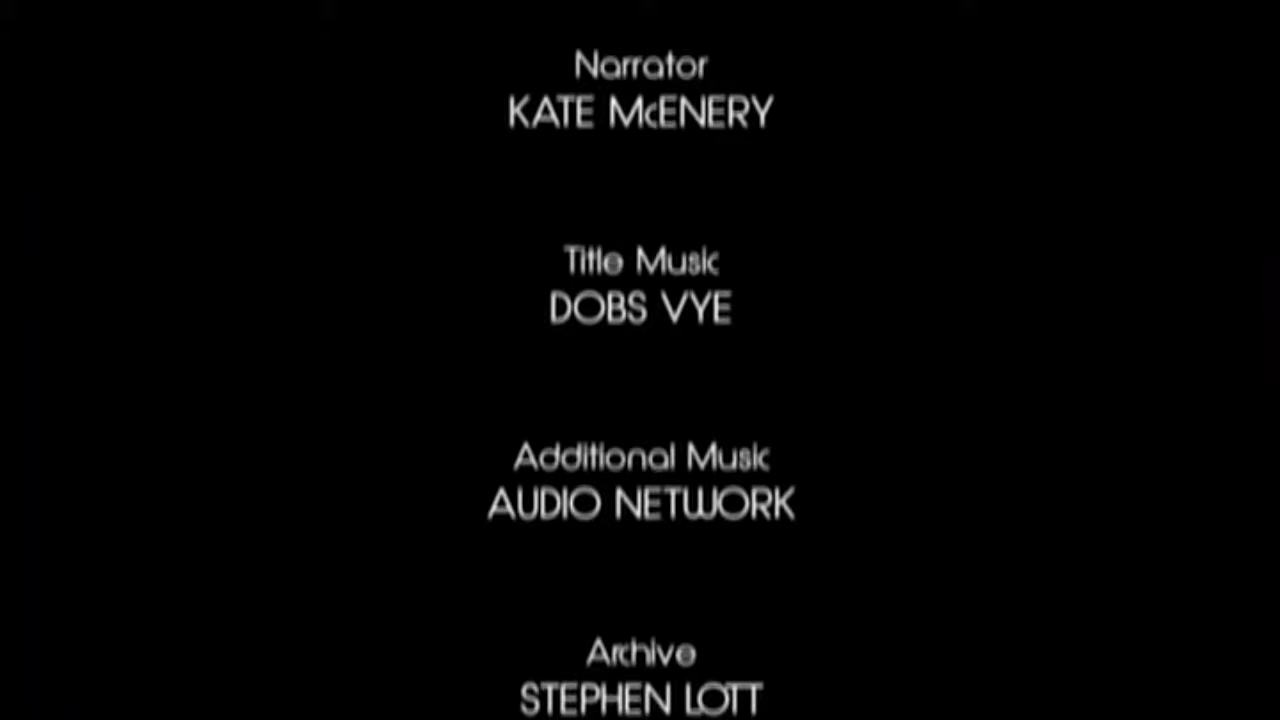 Narrator
KATE McENERY
Title Music
DOBS VYE
Additional Music
AUDIO NETWORK
Archive
STEPHEN LOTT